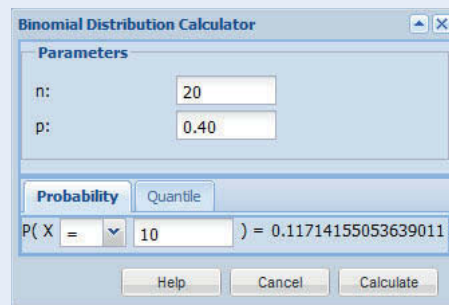 Binomial Distribution Calculator
Parameters
n: 20
p: 0.40
Probability Quantile
P( X = 10 ) = 0.11714155053639011
Help Cancel Calculate